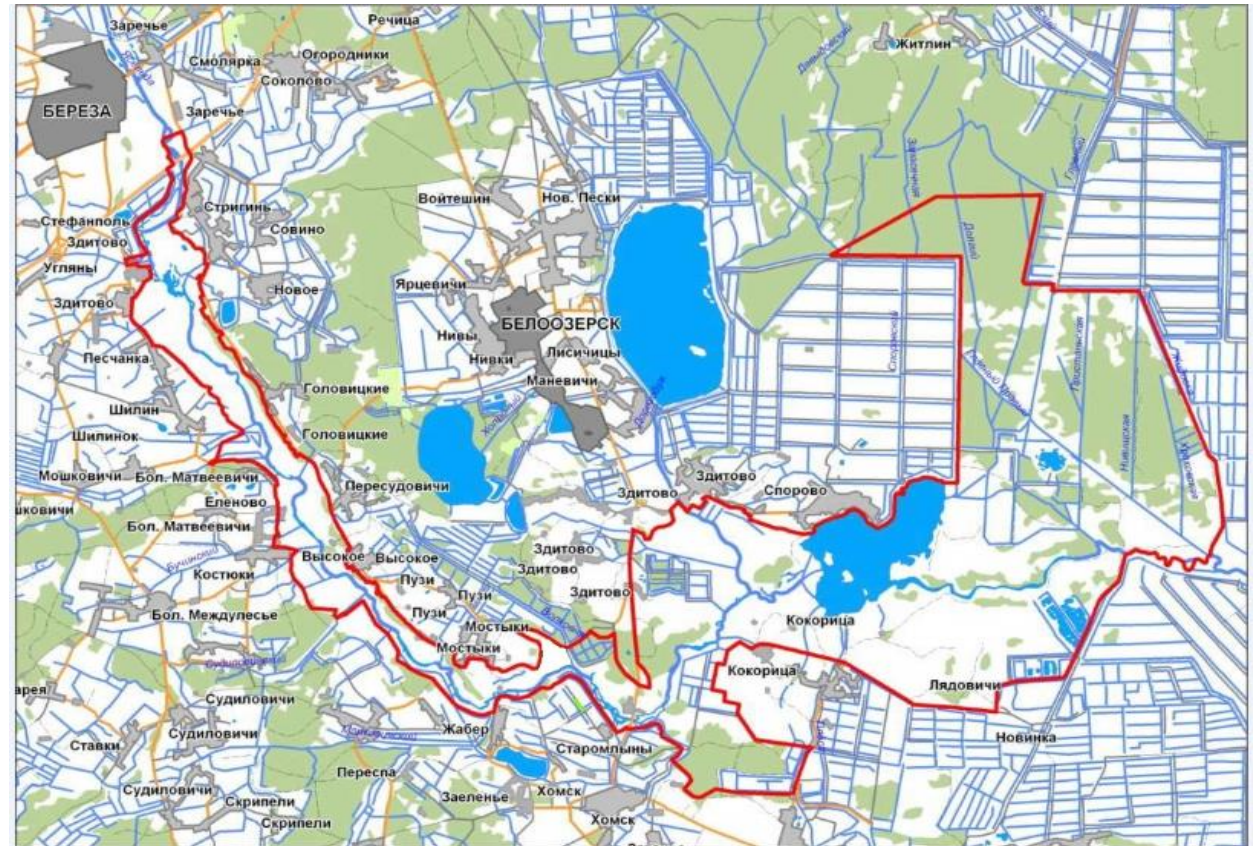 Заречье
Речица
Житлин
Смолярка
Огородники
Соколово
БЕРЕЗА
Заречье
Стригинь
Войтешин
Нов. Пески
Стефанполь
Здитово
Совино
Угляны
Новое
Ярцевичи
Здитово
БЕЛООЗЕРСК
Нивы
Нивки
Лисичицы
Песчанка
Маневичи
Головицкие
Шилин
Головицкие
Шилинок
Мошковичи
Бол. Матвеевичи
Пересудовичи
Здитово
Здитово
Спорово
шковичи
Еленово
Бол. Матвеевичи
Высокое
Высокое
Здитово
Здитово
Костюки
Пузи
Пузи
Здитово
Бол. Междулесье
Мостыки
Мостыки
Кокорица
Кокорица
Лядовичи
арея
Судиловичи
Судиловичи
Жабер
Старомлыны
Новинка
Ставки
Переспа
Судиловичи
Заеленье
Хомск
Скрипели
Скрипели
Хомск